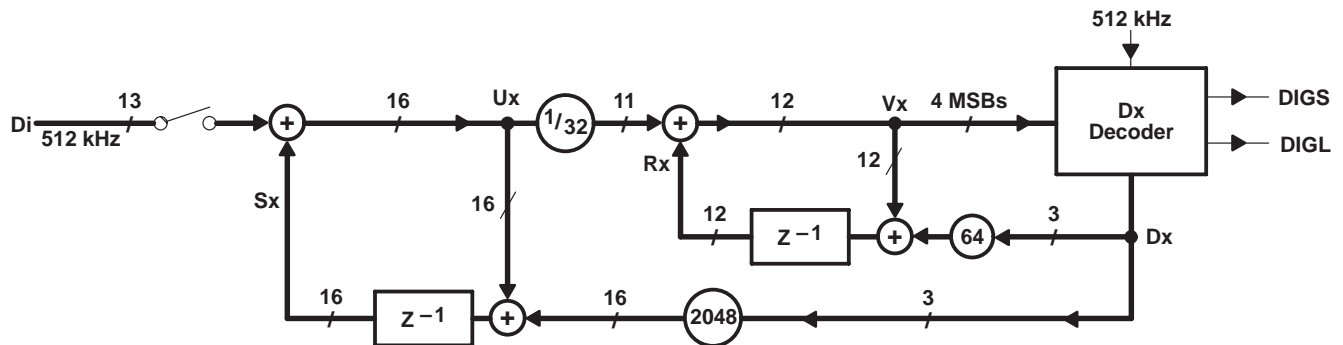 512 kHz
13
16
Ux
1/32
11
12
Vx
4 MSBs
Dx
Decoder
DIGS
DIGL
Di
512 kHz
+
+
Rx
12
Sx
16
12
Z –1
+
64
3
Dx
16
Z –1
+
16
2048
3